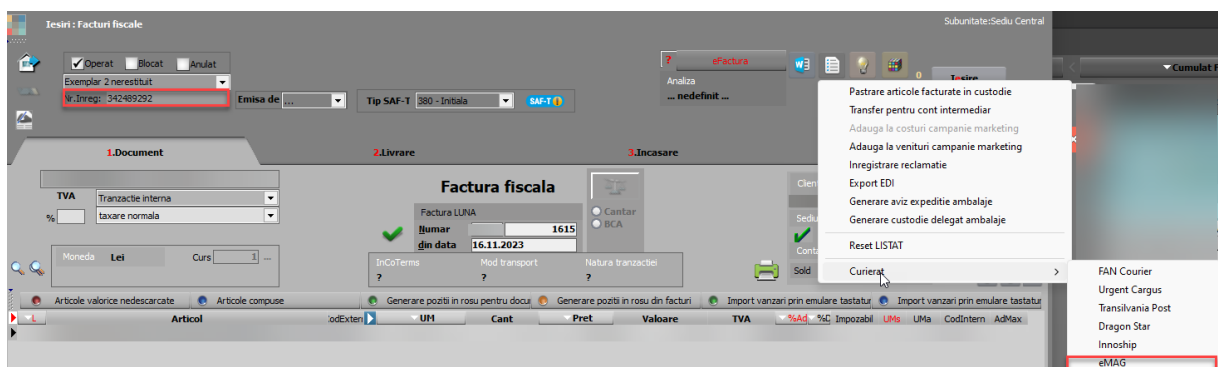 Iesiri : Facturi fiscale
Subunitate:Sediu Central
Operat Blocat Anulat
Exemplar 2 nerestituit
Nr.Inreg: 342489292
Emisa de ...
Tip SAF-T 380 - Initiala
SAF-T
? eFactura
Analiza
... nedefinit ...
0
Iesire
Cumulat F
1.Document
2.Livrare
3.Incasare
TVA Tranzactie interna
% taxare normala
Moneda Lei Curs 1 ...
Factura fiscala
Factura LUNA
Numar 1615
din data 16.11.2023
Cantar
BCA
InCoTerms Mod transport Natura tranzactiei
? ? ?
Clien
Sediu
Conta
Sold
Pastrare articole facturate in custodie
Transfer pentru cont intermediar
Adauga la costuri campanie marketing
Adauga la venituri campanie marketing
Inregistrare reclamatie
Export EDI
Generare aviz expeditie ambalaje
Generare custodie delegat ambalaje
Reset LISTAT
Curierat
FAN Courier
Urgent Cargus
Transilvania Post
Dragon Star
Innoship
eMAG
Articole valorice nedescarcate Articole compuse Generare pozitii in rosu pentru docu Generare pozitii in rosu din facturi Import vanzari prin emulare tastatur Import vanzari prin emulare tastatur
L Articol CodExten UM Cant Pret Valoare TVA %Ad %D Impozabil UMs UMa CodIntern AdMax